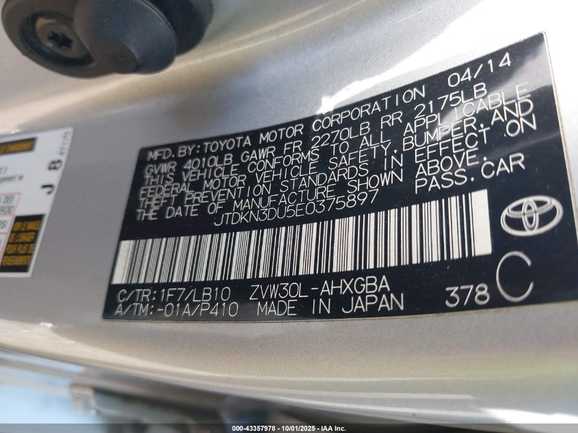 MFD.BY:TOYOTA MOTOR CORPORATION 04/14
GVWR 4010LB GAWR FR 2270LB RR 2175LB
THIS VEHICLE CONFORMS TO ALL APPLICABLE
FEDERAL MOTOR VEHICLE SAFETY,BUMPER,AND
THEFT PREVENTION STANDARDS IN EFFECT ON
THE DATE OF MANUFACTURE SHOWN ABOVE.
JTDKN3DU5E0375897 PASS.CAR
C/TR:1F7/LB10 ZVW30L-AHXGBA
A/TM:-01A/P410 MADE IN JAPAN 378 C
000-43357978 | 10/01/2025 - IAA Inc.